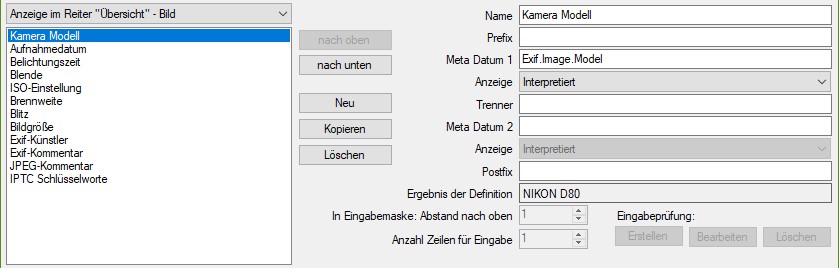 Anzeige im Reiter "Übersicht" - Bild
Kamera Modell
Aufnahmedatum
Belichtungszeit
Blende
ISO-Einstellung
Brennweite
Blitz
Bildgröße
Exif-Künstler
Exif-Kommentar
JPEG-Kommentar
IPTC Schlüsselworte
nach oben
nach unten
Neu
Kopieren
Löschen
Name Kamera Modell
Prefix
Meta Datum 1 Exif.Image.Model
Anzeige Interpretiert
Trenner
Meta Datum 2
Anzeige Interpretiert
Postfix
Ergebnis der Definition NIKON D80
In Eingabemaske: Abstand nach oben 1 Eingabeprüfung:
Anzahl Zeilen für Eingabe 1 Erstellen Bearbeiten Löschen